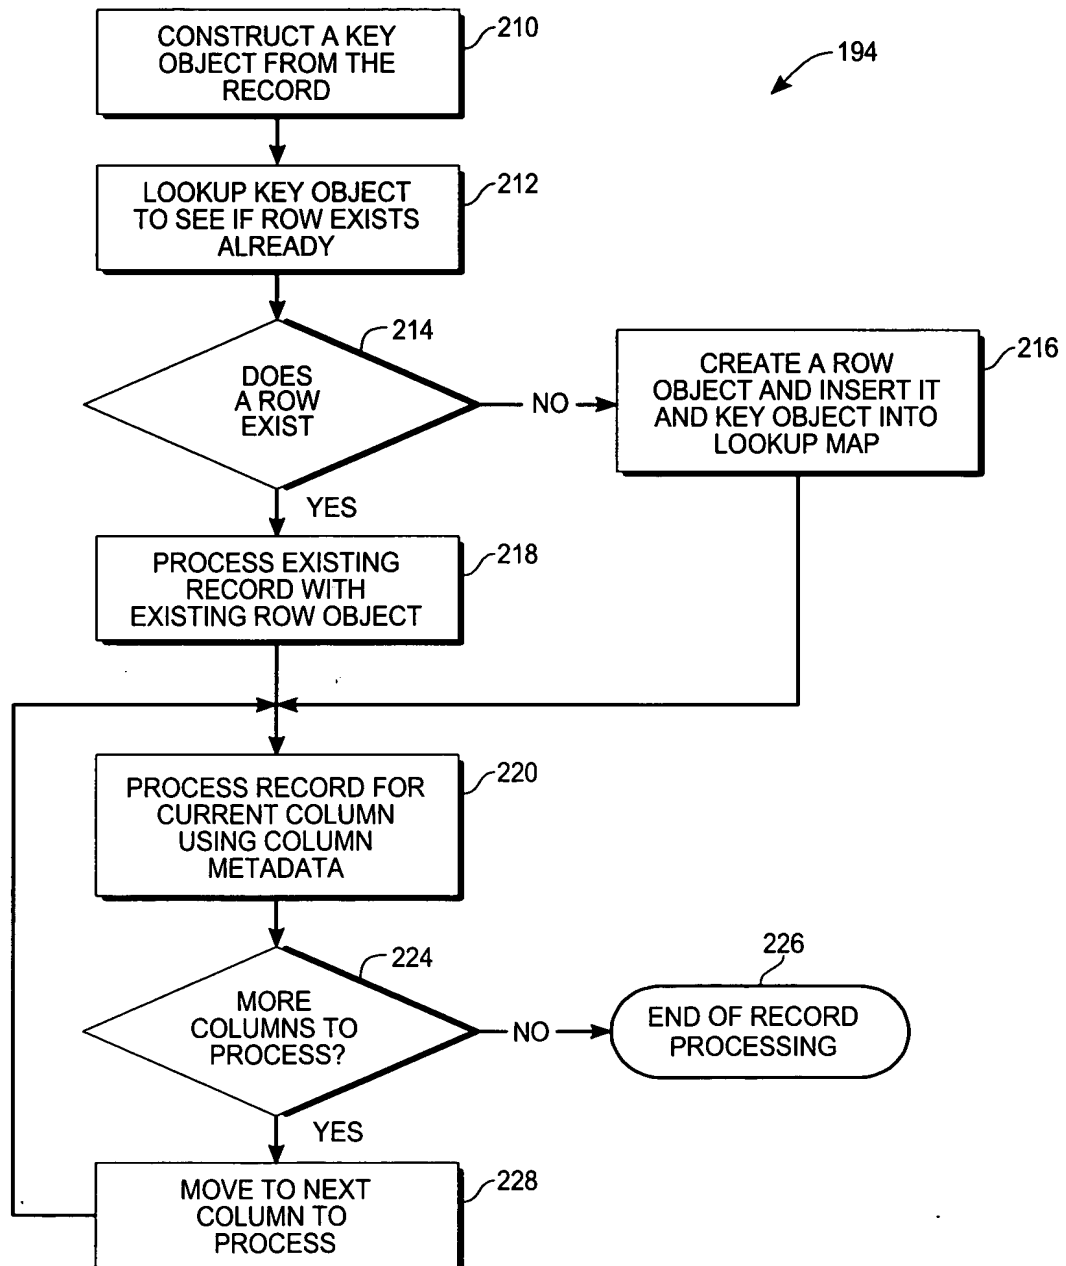 CONSTRUCT A KEY
OBJECT FROM THE
RECORD
210
194
LOOKUP KEY OBJECT
TO SEE IF ROW EXISTS
ALREADY
212
214
DOES
A ROW
EXIST
NO
CREATE A ROW
OBJECT AND INSERT IT
AND KEY OBJECT INTO
LOOKUP MAP
216
YES
PROCESS EXISTING
RECORD WITH
EXISTING ROW OBJECT
218
PROCESS RECORD FOR
CURRENT COLUMN
USING COLUMN
METADATA
220
224
MORE
COLUMNS TO
PROCESS?
NO
226
END OF RECORD
PROCESSING
YES
MOVE TO NEXT
COLUMN TO
PROCESS
228